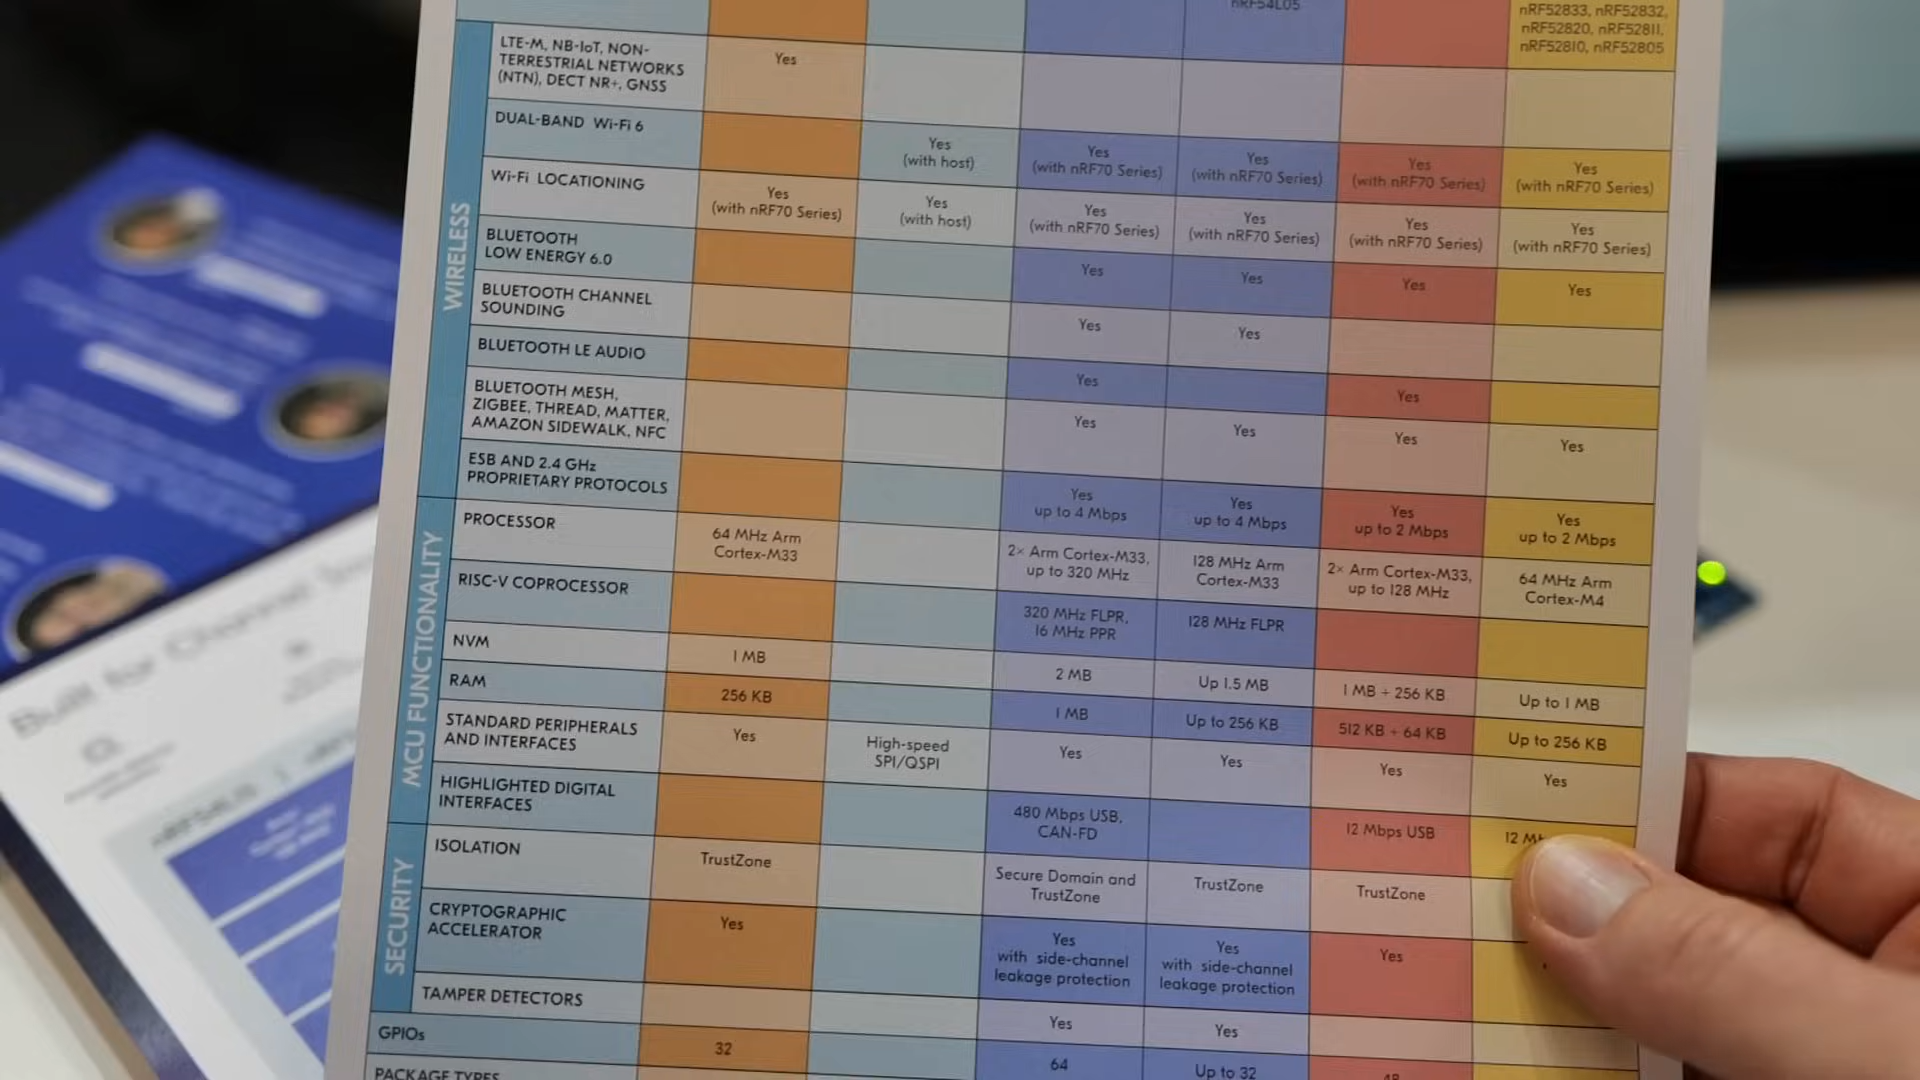 nRF54L05
nRF52833, nRF52832,
nRF52820, nRF52811,
nRF52810, nRF52805
WIRELESS
LTE-M, NB-IoT, NON-
TERRESTRIAL NETWORKS
(NTN), DECT NR+, GNSS
Yes
DUAL-BAND Wi-Fi 6
Yes
(with host)
Yes
(with nRF70 Series)
Yes
(with nRF70 Series)
Yes
(with nRF70 Series)
Yes
(with nRF70 Series)
Wi-Fi LOCATIONING
Yes
(with nRF70 Series)
Yes
(with host)
Yes
(with nRF70 Series)
Yes
(with nRF70 Series)
Yes
(with nRF70 Series)
Yes
(with nRF70 Series)
BLUETOOTH
LOW ENERGY 6.0
Yes
Yes
Yes
Yes
BLUETOOTH CHANNEL
SOUNDING
Yes
Yes
BLUETOOTH LE AUDIO
Yes
Yes
BLUETOOTH MESH,
ZIGBEE, THREAD, MATTER,
AMAZON SIDEWALK, NFC
Yes
Yes
Yes
Yes
ESB AND 2.4 GHz
PROPRIETARY PROTOCOLS
Yes
up to 4 Mbps
Yes
up to 4 Mbps
Yes
up to 2 Mbps
Yes
up to 2 Mbps
MCU FUNCTIONALITY
PROCESSOR
64 MHz Arm
Cortex-M33
2× Arm Cortex-M33,
up to 320 MHz
128 MHz Arm
Cortex-M33
2× Arm Cortex-M33,
up to 128 MHz
64 MHz Arm
Cortex-M4
RISC-V COPROCESSOR
320 MHz FLPR,
16 MHz PPR
128 MHz FLPR
NVM
1 MB
2 MB
Up 1.5 MB
1 MB + 256 KB
Up to 1 MB
RAM
256 KB
1 MB
Up to 256 KB
512 KB + 64 KB
Up to 256 KB
STANDARD PERIPHERALS
AND INTERFACES
Yes
High-speed
SPI/QSPI
Yes
Yes
Yes
Yes
HIGHLIGHTED DIGITAL
INTERFACES
480 Mbps USB,
CAN-FD
12 Mbps USB
12
SECURITY
ISOLATION
TrustZone
Secure Domain and
TrustZone
TrustZone
TrustZone
CRYPTOGRAPHIC
ACCELERATOR
Yes
Yes
with side-channel
leakage protection
Yes
with side-channel
leakage protection
Yes
TAMPER DETECTORS
Yes
Yes
GPIOs
32
64
Up to 32
48
PACKAGE TYPES
Built for Channel